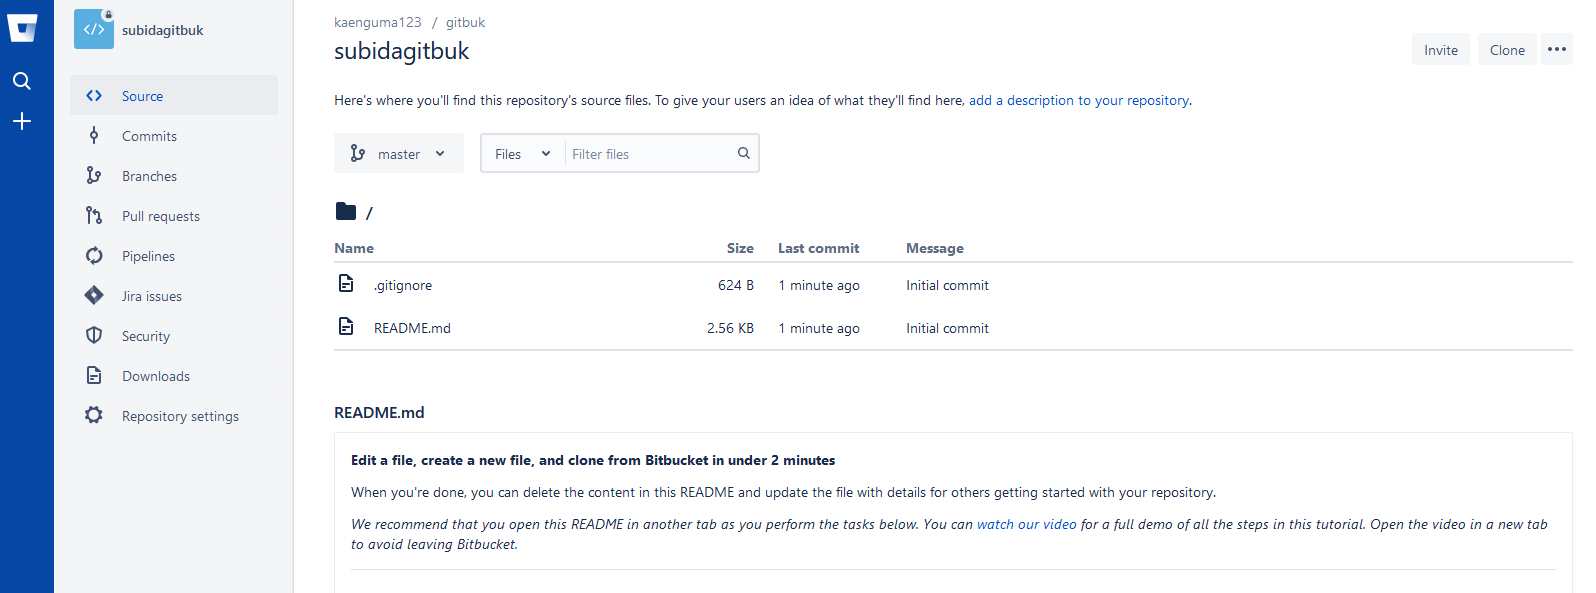 subidagitbuk
Source
Commits
Branches
Pull requests
Pipelines
Jira issues
Security
Downloads
Repository settings
kaenguma123 / gitbuk
subidagitbuk
Invite Clone
Here's where you'll find this repository's source files. To give your users an idea of what they'll find here, add a description to your repository.
master Files Filter files
/
Name Size Last commit Message
.gitignore 624 B 1 minute ago Initial commit
README.md 2.56 KB 1 minute ago Initial commit
README.md
Edit a file, create a new file, and clone from Bitbucket in under 2 minutes
When you're done, you can delete the content in this README and update the file with details for others getting started with your repository.
We recommend that you open this README in another tab as you perform the tasks below. You can watch our video for a full demo of all the steps in this tutorial. Open the video in a new tab
to avoid leaving Bitbucket.